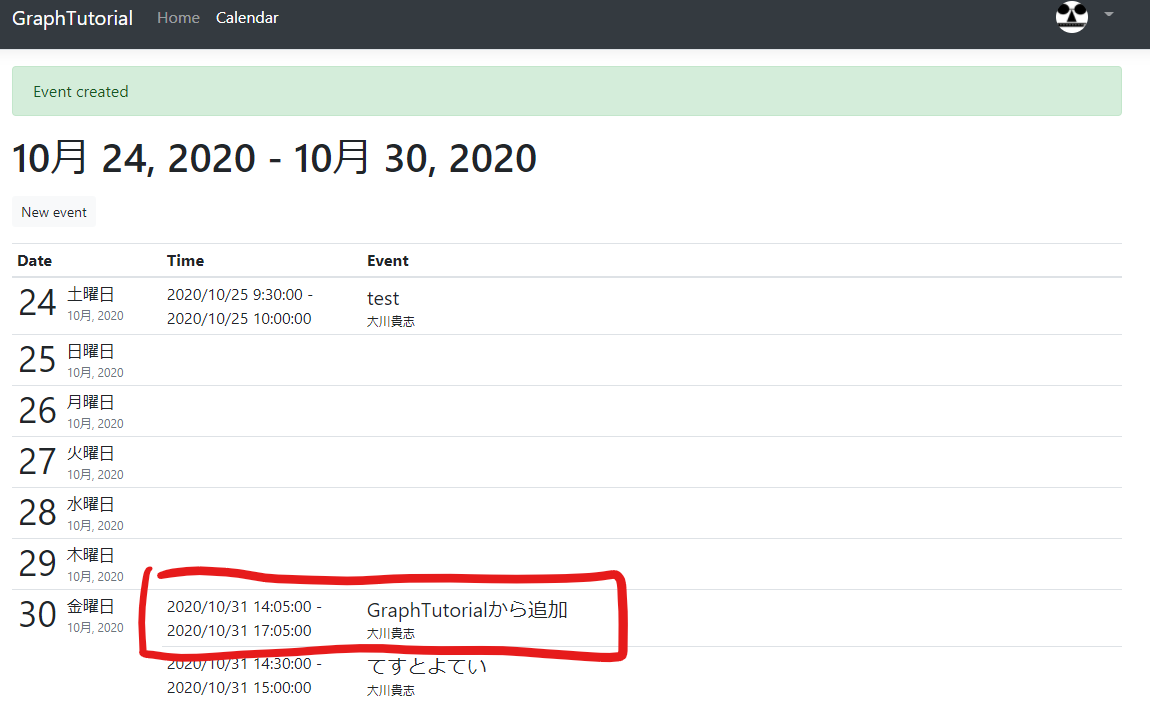 GraphTutorial Home Calendar
Event created
10月 24, 2020 - 10月 30, 2020
New event
Date Time Event
24 土曜日 2020/10/25 9:30:00 - test
10月, 2020 2020/10/25 10:00:00 大川貴志
25 日曜日
10月, 2020
26 月曜日
10月, 2020
27 火曜日
10月, 2020
28 水曜日
10月, 2020
29 木曜日
10月, 2020
30 金曜日 2020/10/31 14:05:00 - GraphTutorialから追加
10月, 2020 2020/10/31 17:05:00 大川貴志
2020/10/31 14:30:00 - てすとよてい
2020/10/31 15:00:00 大川貴志